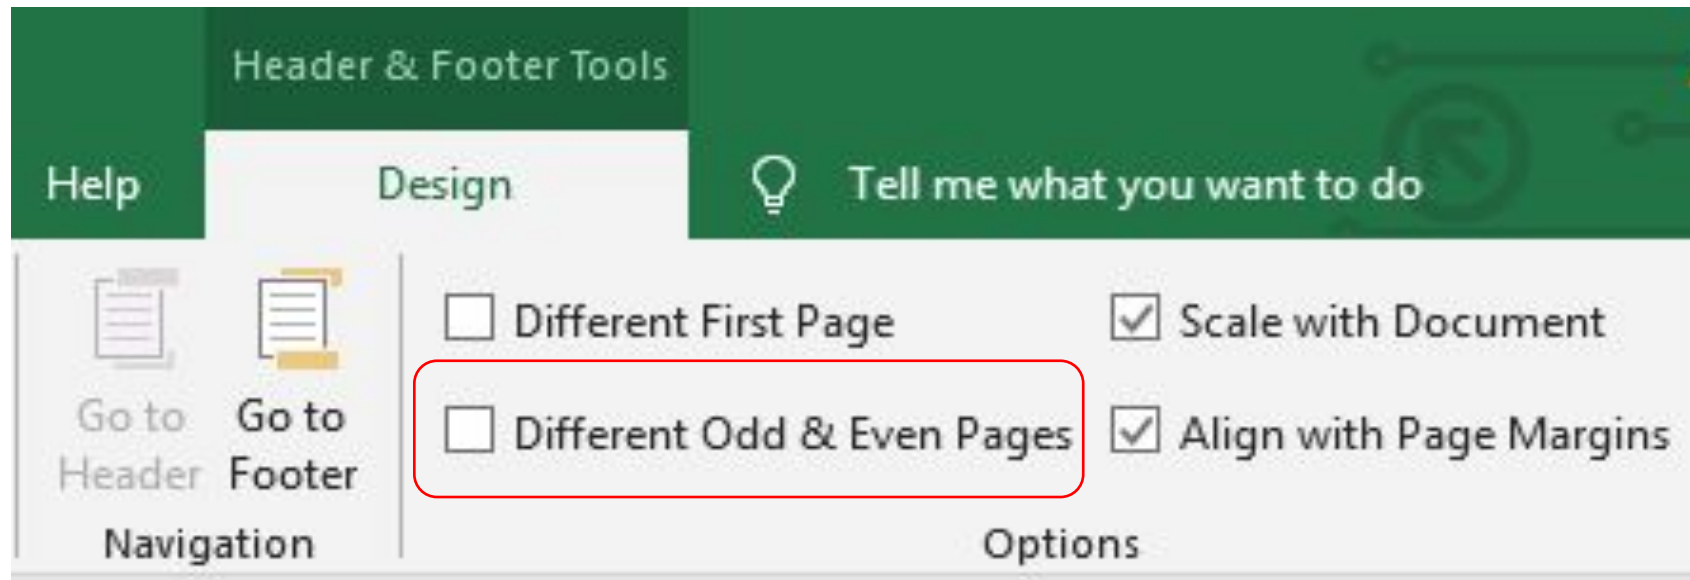 Header & Footer Tools
Help
Design
Tell me what you want to do
Go to
Header
Go to
Footer
Navigation
Different First Page
Scale with Document
Different Odd & Even Pages
Align with Page Margins
Options